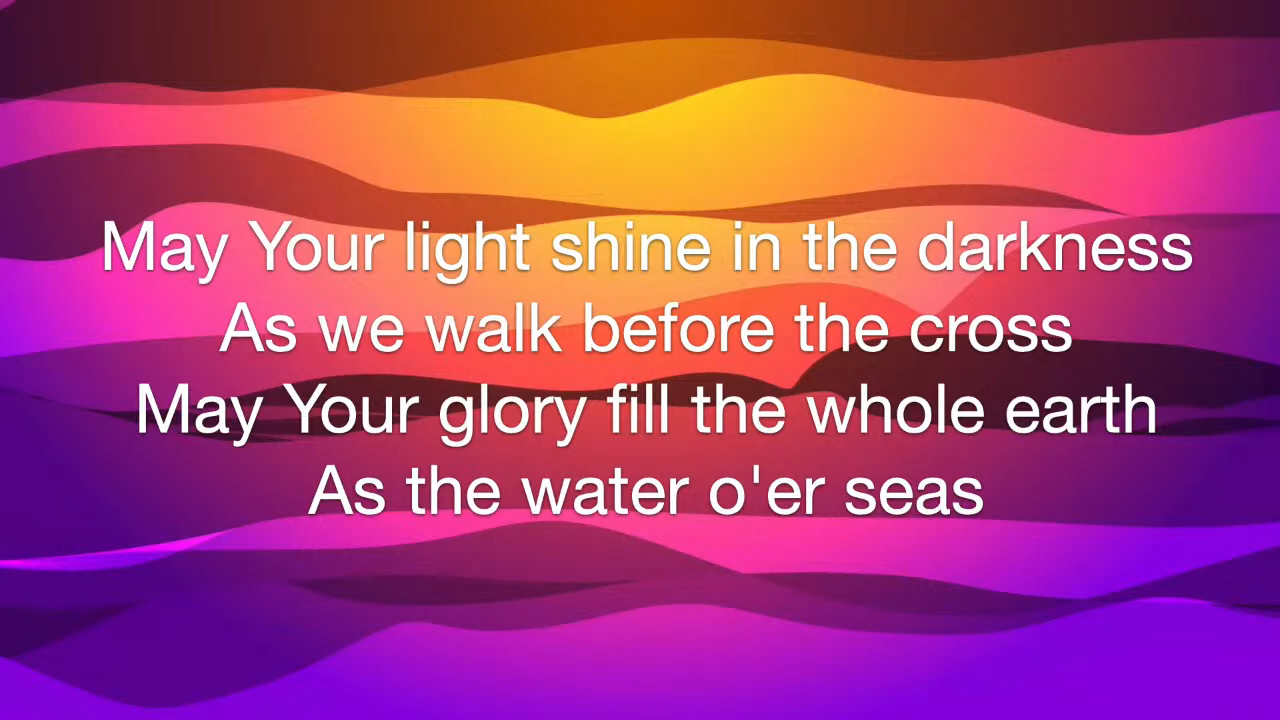 May Your light shine in the darkness
As we walk before the cross
May Your glory fill the whole earth
As the water o'er seas